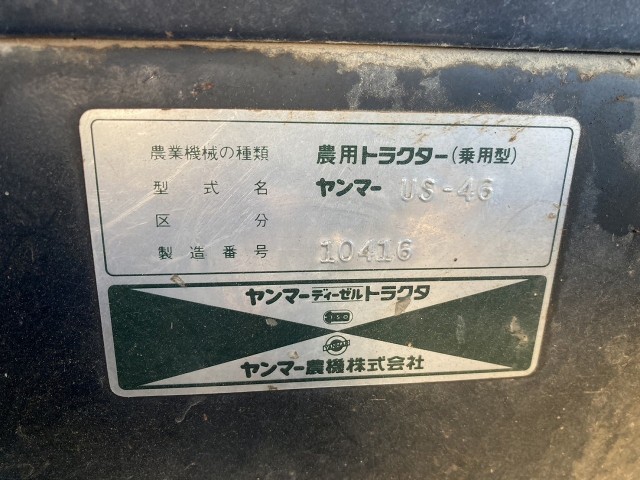 農業機械の種類 農用トラクター(乗用型)
型式名 ヤンマー US-46
区分
製造番号 10416
ヤンマーディーゼルトラクタ
ISO
ヤンマー農機株式会社